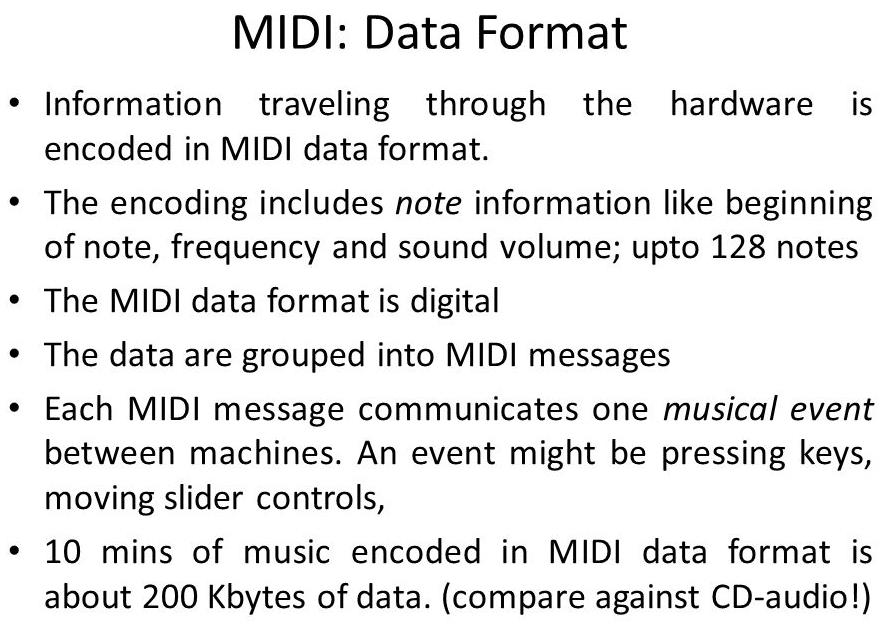 MIDI: Data Format
• Information traveling through the hardware is
encoded in MIDI data format.
• The encoding includes note information like beginning
of note, frequency and sound volume; upto 128 notes
• The MIDI data format is digital
• The data are grouped into MIDI messages
• Each MIDI message communicates one musical event
between machines. An event might be pressing keys,
moving slider controls,
• 10 mins of music encoded in MIDI data format is
about 200 Kbytes of data. (compare against CD-audio!)